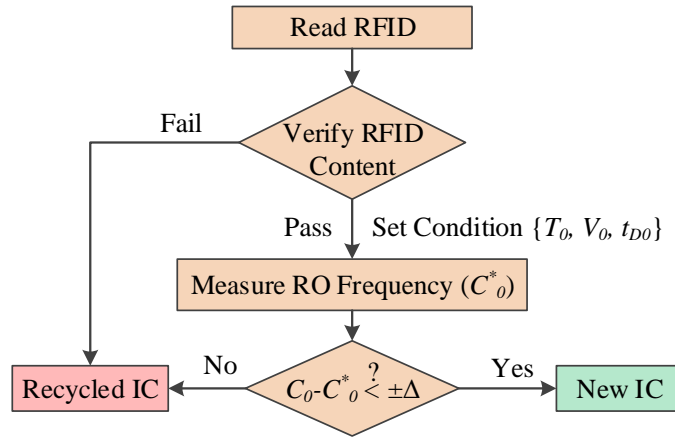 Read RFID
Fail
Verify RFID
Content
Pass
Set Condition {T₀, V₀, t_D0}
Measure RO Frequency (C*₀)
No
C₀-C*₀ <? ±Δ
Yes
Recycled IC
New IC